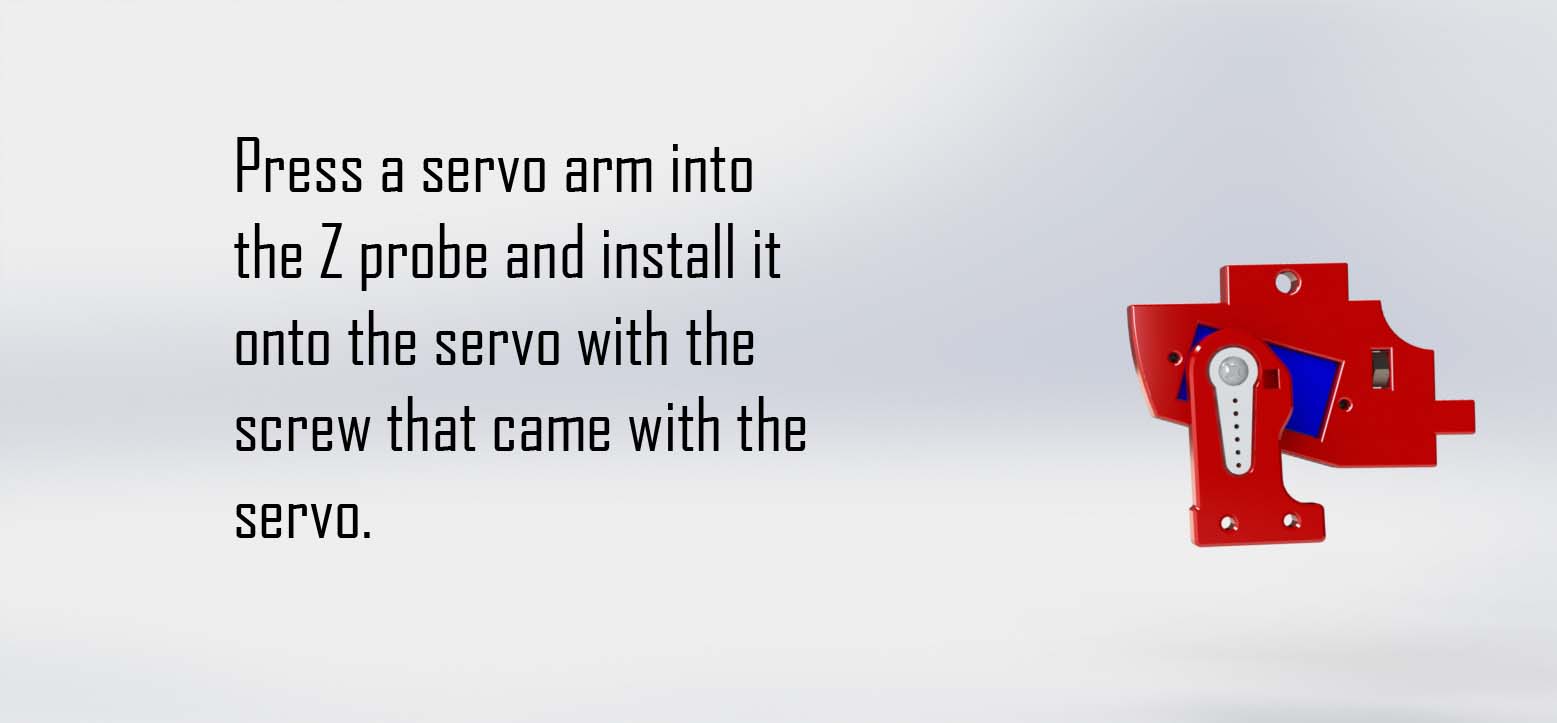 Press a servo arm into
the Z probe and install it
onto the servo with the
screw that came with the
servo.